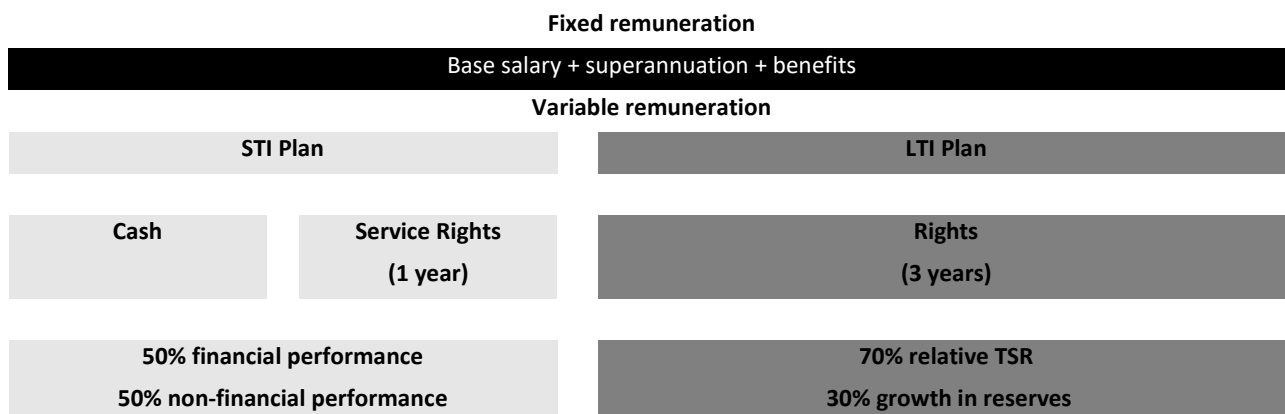 Fixed remuneration
Base salary + superannuation + benefits
Variable remuneration
STI Plan
LTI Plan
Cash
Service Rights
(1 year)
Rights
(3 years)
50% financial performance
50% non-financial performance
70% relative TSR
30% growth in reserves